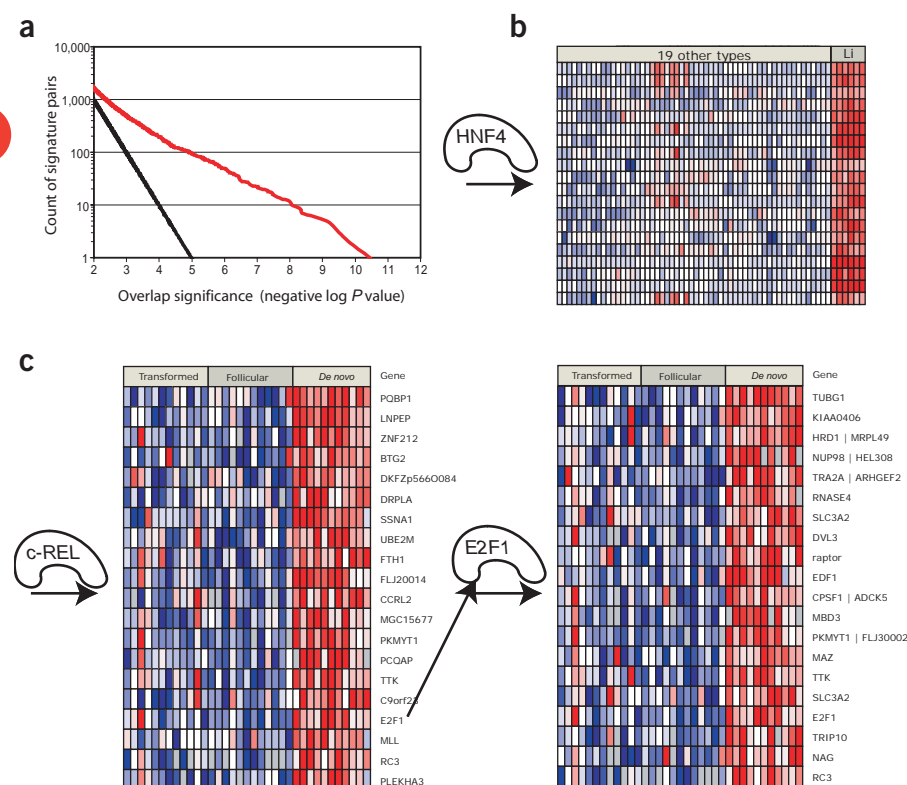 a
10,000
1,000
100
10
1
Count of signature pairs
2 3 4 5 6 7 8 9 10 11 12
Overlap significance (negative log P value)
b
19 other types Li
HNF4
c
Transformed Follicular De novo Gene
PQBP1
LNPEP
ZNF212
BTG2
DKFZp566O084
DRPLA
SSNA1
UBE2M
FTH1
FLJ20014
CCRL2
MGC15677
PKMYT1
PCQAP
TTK
C9orf23
E2F1
MLL
RC3
PLEKHA3
c-REL
E2F1
Transformed Follicular De novo Gene
TUBG1
KIAA0406
HRD1 | MRPL49
NUP98 | HEL308
TRA2A | ARHGEF2
RNASE4
SLC3A2
DVL3
raptor
EDF1
CPSF1 | ADCK5
MBD3
PKMYT1 | FLJ30002
MAZ
TTK
SLC3A2
E2F1
TRIP10
NAG
RC3